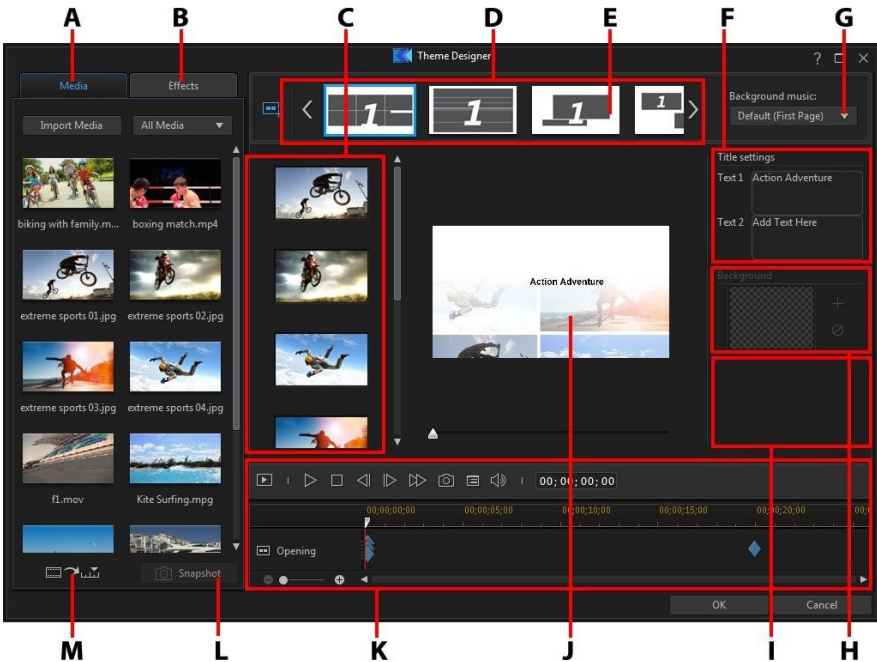 A B C D E F G
Theme Designer ?
Media Effects
Import Media All Media
1 1 1 1
Background music:
Default (First Page)
Title settings
Text 1 Action Adventure
Text 2 Add Text Here
biking with family.m... boxing match.mp4
Background
Action Adventure
extreme sports 01.jpg extreme sports 02.jpg
extreme sports 03.jpg extreme sports 04.jpg
f1.mov Kite Surfing.mpg
00;00;00;00
00;00;00;00 00;00;05;00 00;00;10;00 00;00;15;00 00;00;20;00 00;
Opening
Snapshot
OK Cancel
M L K J I H